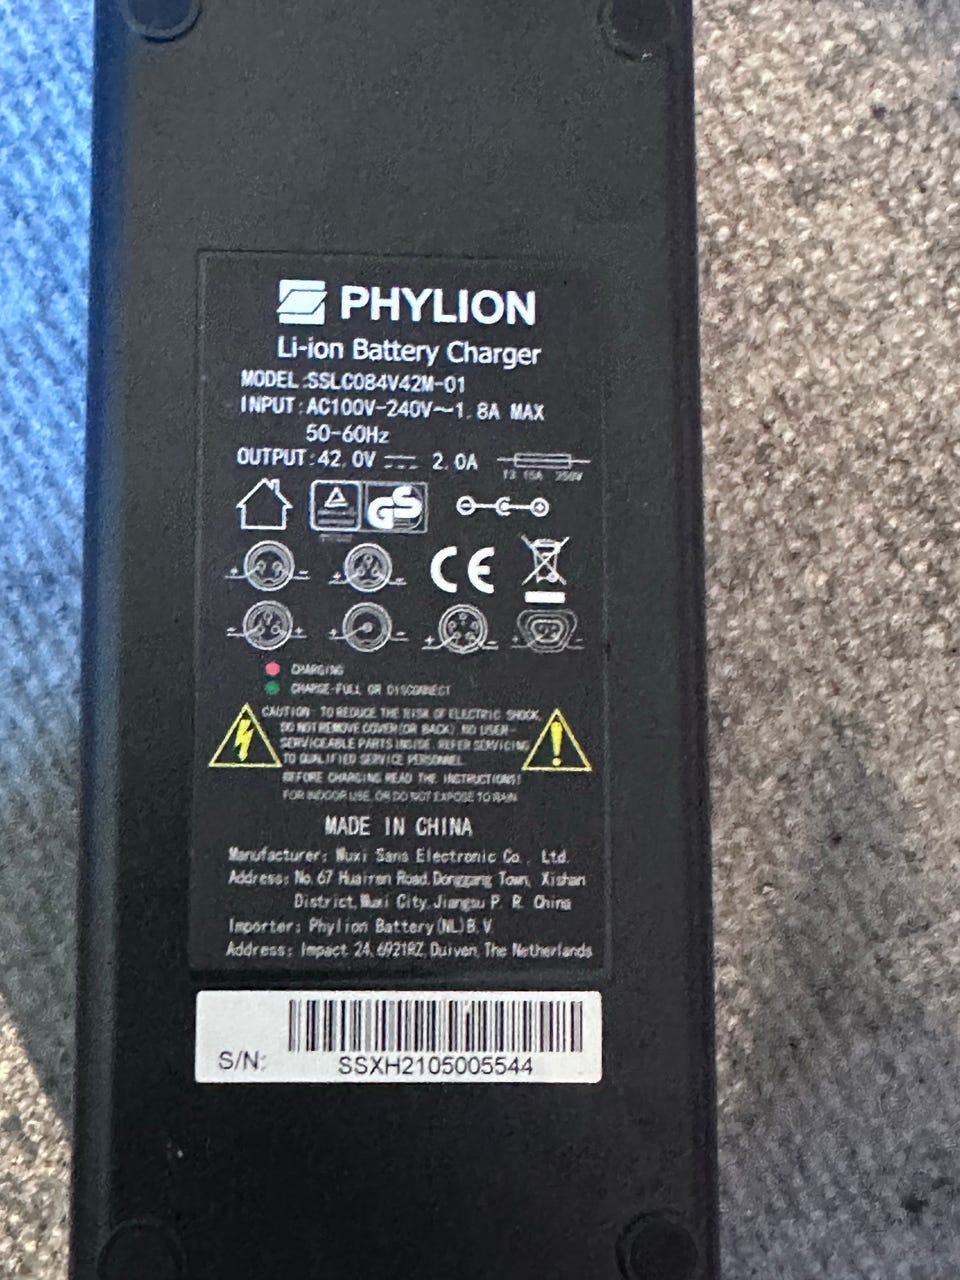 PHYLION
Li-ion Battery Charger
MODEL:SSLC084V42M-01
INPUT:AC100V-240V~1.8A MAX
50-60Hz
OUTPUT:42.0V 2.0A
T3.15A 250V
GS
CE
CHARGING
CHARGE-FULL OR DISCONNECT
CAUTION: TO REDUCE THE RISK OF ELECTRIC SHOCK,
DO NOT REMOVE COVER(OR BACK). NO USER-
SERVICEABLE PARTS INSIDE. REFER SERVICING
TO QUALIFIED SERVICE PERSONNEL.
BEFORE CHARGING READ THE INSTRUCTIONS!
FOR INDOOR USE, OR DO NOT EXPOSE TO RAIN
MADE IN CHINA
Manufacturer: Wuxi Sans Electronic Co., Ltd.
Address: No.67 Huairen Road,Donggang Town, Xishan
District,Wuxi City,Jiangsu P. R. China
Importer: Phylion Battery(NL)B.V.
Address: Impact 24,6921RZ,Duiven,The Netherlands
S/N: SSXH2105005544